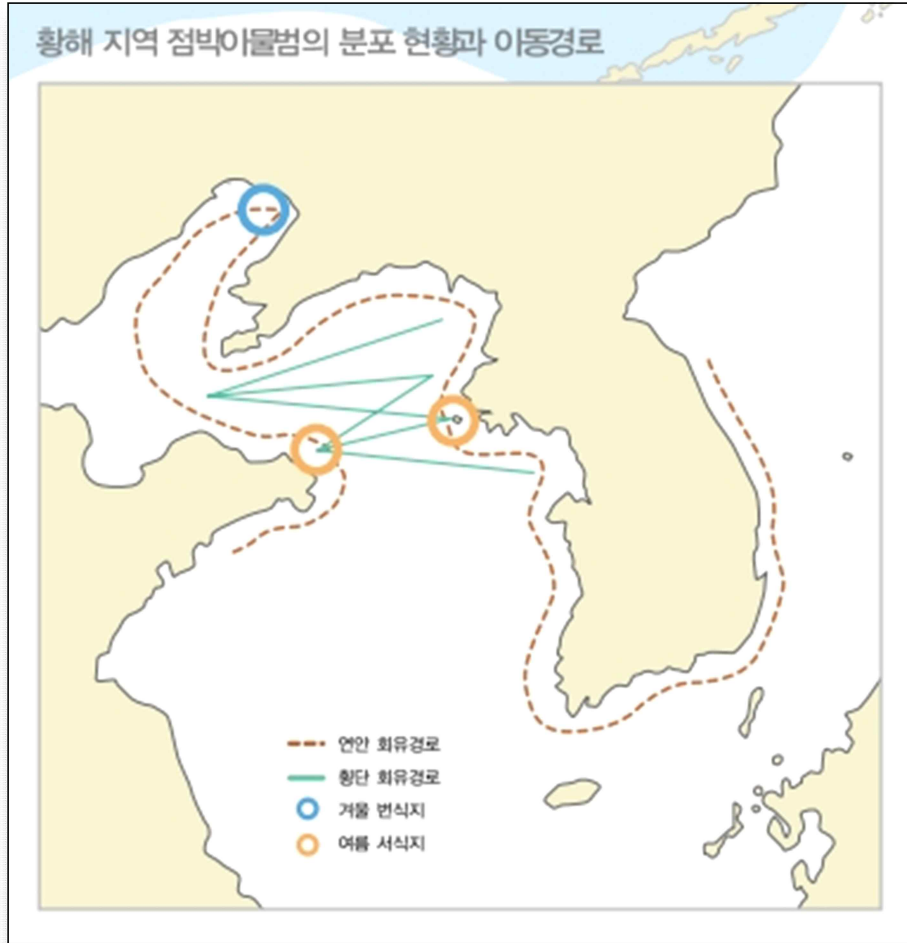 황해 지역 점박이물범의 분포 현황과 이동경로
연안 회유경로
횡단 회유경로
겨울 번식지
여름 서식지